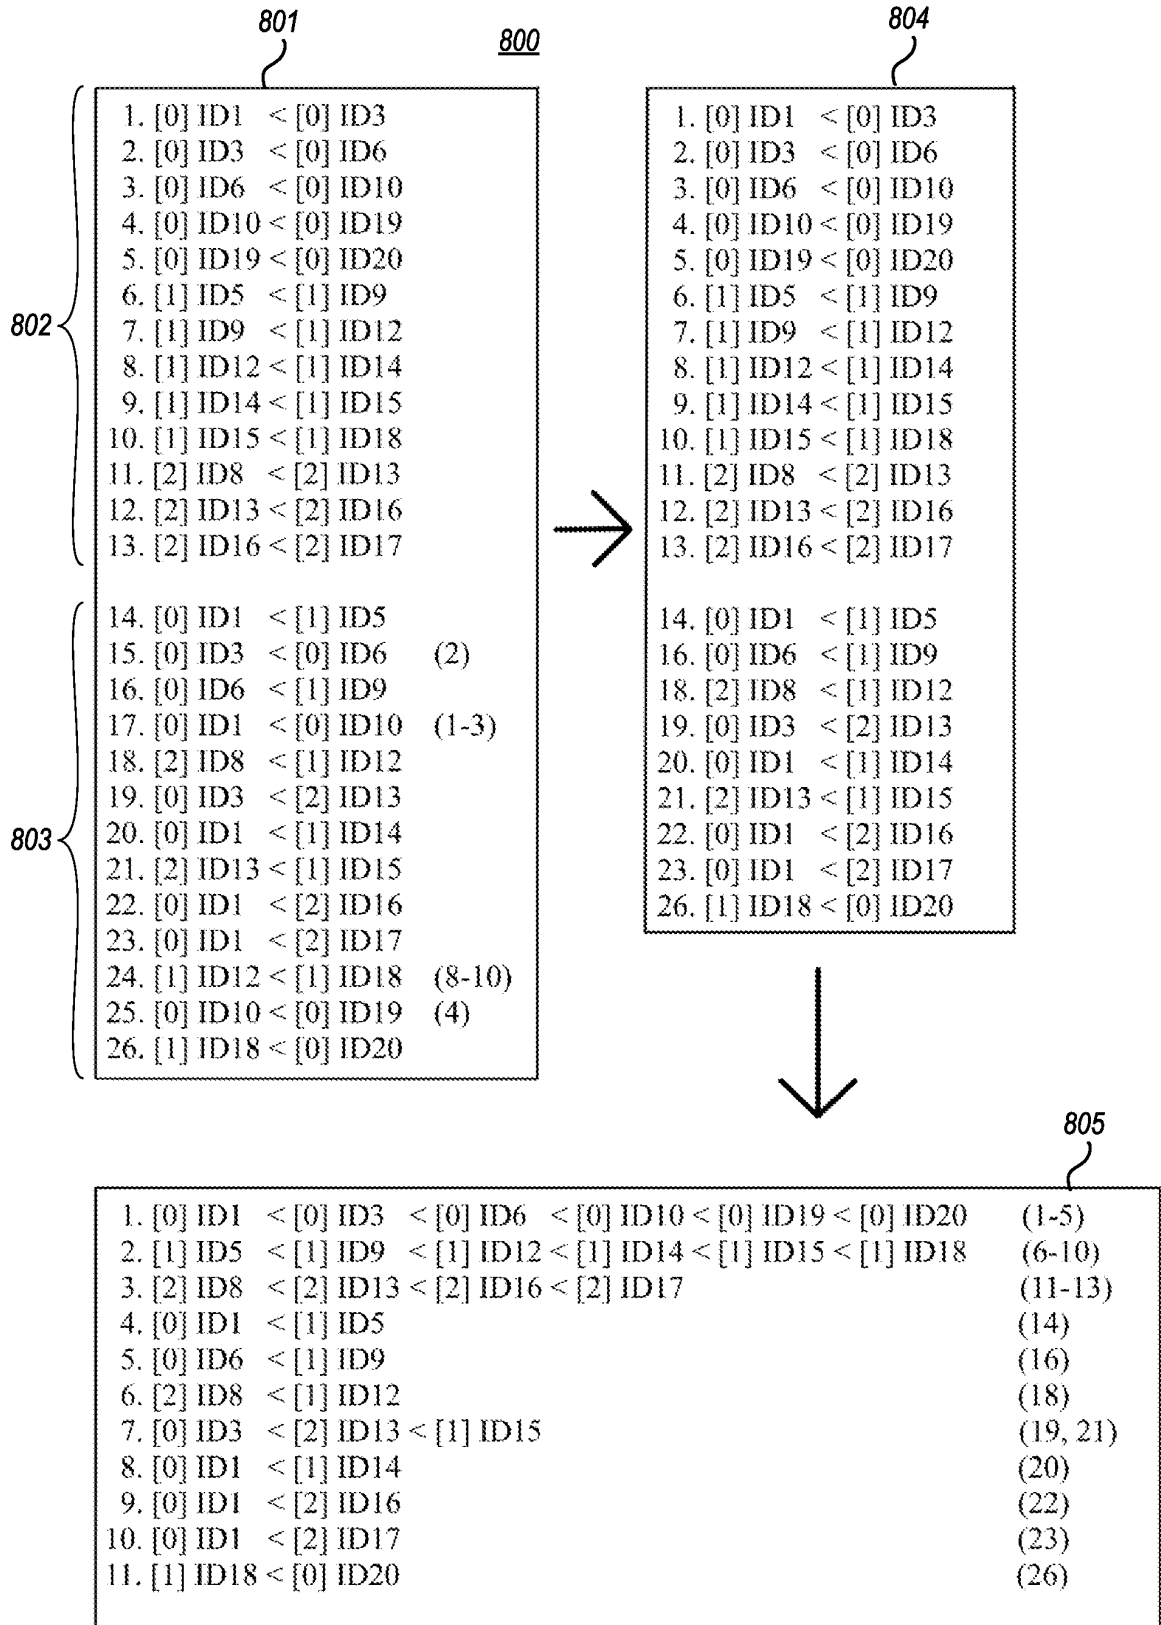 800
801
802
1. [0] ID1 < [0] ID3
2. [0] ID3 < [0] ID6
3. [0] ID6 < [0] ID10
4. [0] ID10 < [0] ID19
5. [0] ID19 < [0] ID20
6. [1] ID5 < [1] ID9
7. [1] ID9 < [1] ID12
8. [1] ID12 < [1] ID14
9. [1] ID14 < [1] ID15
10. [1] ID15 < [1] ID18
11. [2] ID8 < [2] ID13
12. [2] ID13 < [2] ID16
13. [2] ID16 < [2] ID17
803
14. [0] ID1 < [1] ID5
15. [0] ID3 < [0] ID6 (2)
16. [0] ID6 < [1] ID9
17. [0] ID1 < [0] ID10 (1-3)
18. [2] ID8 < [1] ID12
19. [0] ID3 < [2] ID13
20. [0] ID1 < [1] ID14
21. [2] ID13 < [1] ID15
22. [0] ID1 < [2] ID16
23. [0] ID1 < [2] ID17
24. [1] ID12 < [1] ID18 (8-10)
25. [0] ID10 < [0] ID19 (4)
26. [1] ID18 < [0] ID20
804
1. [0] ID1 < [0] ID3
2. [0] ID3 < [0] ID6
3. [0] ID6 < [0] ID10
4. [0] ID10 < [0] ID19
5. [0] ID19 < [0] ID20
6. [1] ID5 < [1] ID9
7. [1] ID9 < [1] ID12
8. [1] ID12 < [1] ID14
9. [1] ID14 < [1] ID15
10. [1] ID15 < [1] ID18
11. [2] ID8 < [2] ID13
12. [2] ID13 < [2] ID16
13. [2] ID16 < [2] ID17
14. [0] ID1 < [1] ID5
16. [0] ID6 < [1] ID9
18. [2] ID8 < [1] ID12
19. [0] ID3 < [2] ID13
20. [0] ID1 < [1] ID14
21. [2] ID13 < [1] ID15
22. [0] ID1 < [2] ID16
23. [0] ID1 < [2] ID17
26. [1] ID18 < [0] ID20
805
1. [0] ID1 < [0] ID3 < [0] ID6 < [0] ID10 < [0] ID19 < [0] ID20 (1-5)
2. [1] ID5 < [1] ID9 < [1] ID12 < [1] ID14 < [1] ID15 < [1] ID18 (6-10)
3. [2] ID8 < [2] ID13 < [2] ID16 < [2] ID17 (11-13)
4. [0] ID1 < [1] ID5 (14)
5. [0] ID6 < [1] ID9 (16)
6. [2] ID8 < [1] ID12 (18)
7. [0] ID3 < [2] ID13 < [1] ID15 (19, 21)
8. [0] ID1 < [1] ID14 (20)
9. [0] ID1 < [2] ID16 (22)
10. [0] ID1 < [2] ID17 (23)
11. [1] ID18 < [0] ID20 (26)